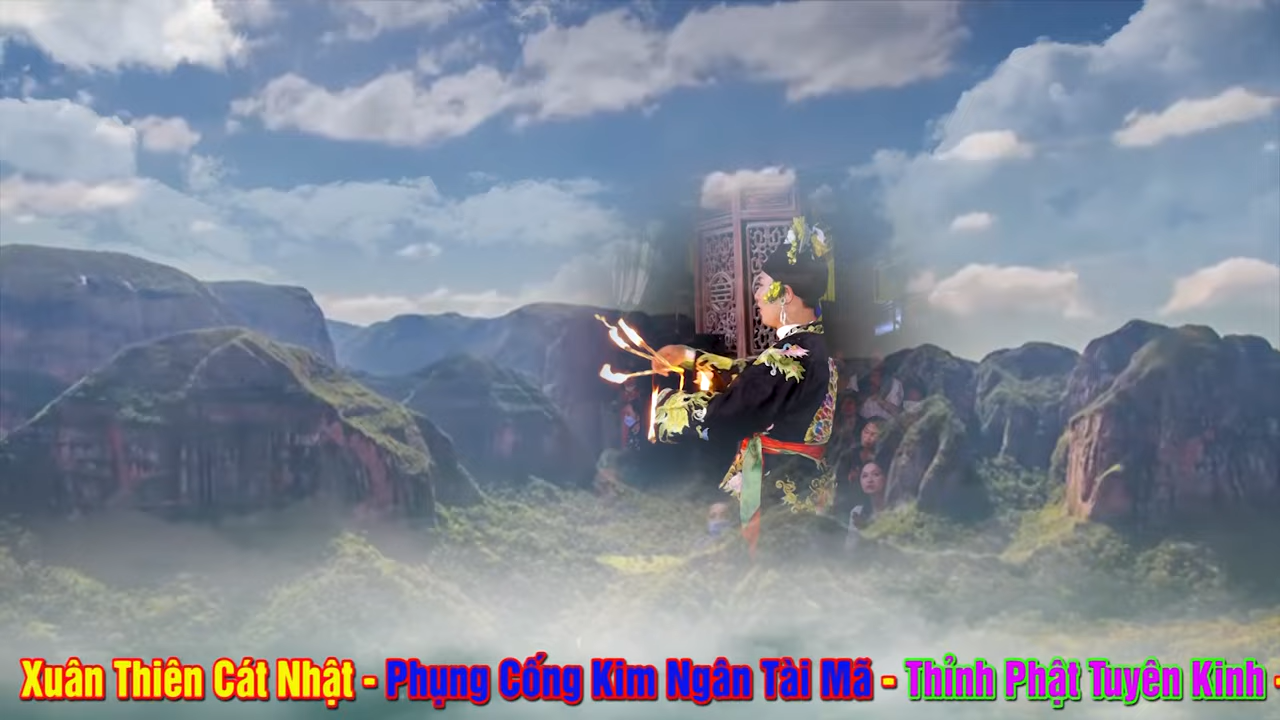 Xuân Thiên Cát Nhật - Phụng Cống Kim Ngân Tài Mã - Thỉnh Phật Tuyên Kinh -